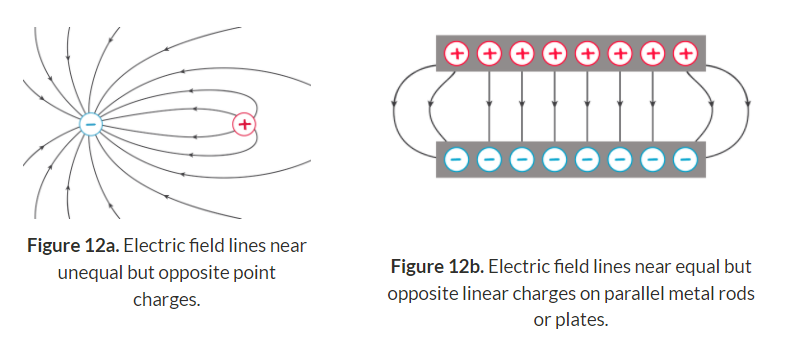 −
+
+ + + + + + + +
− − − − − − − −
Figure 12a. Electric field lines near
unequal but opposite point
charges.
Figure 12b. Electric field lines near equal but
opposite linear charges on parallel metal rods
or plates.